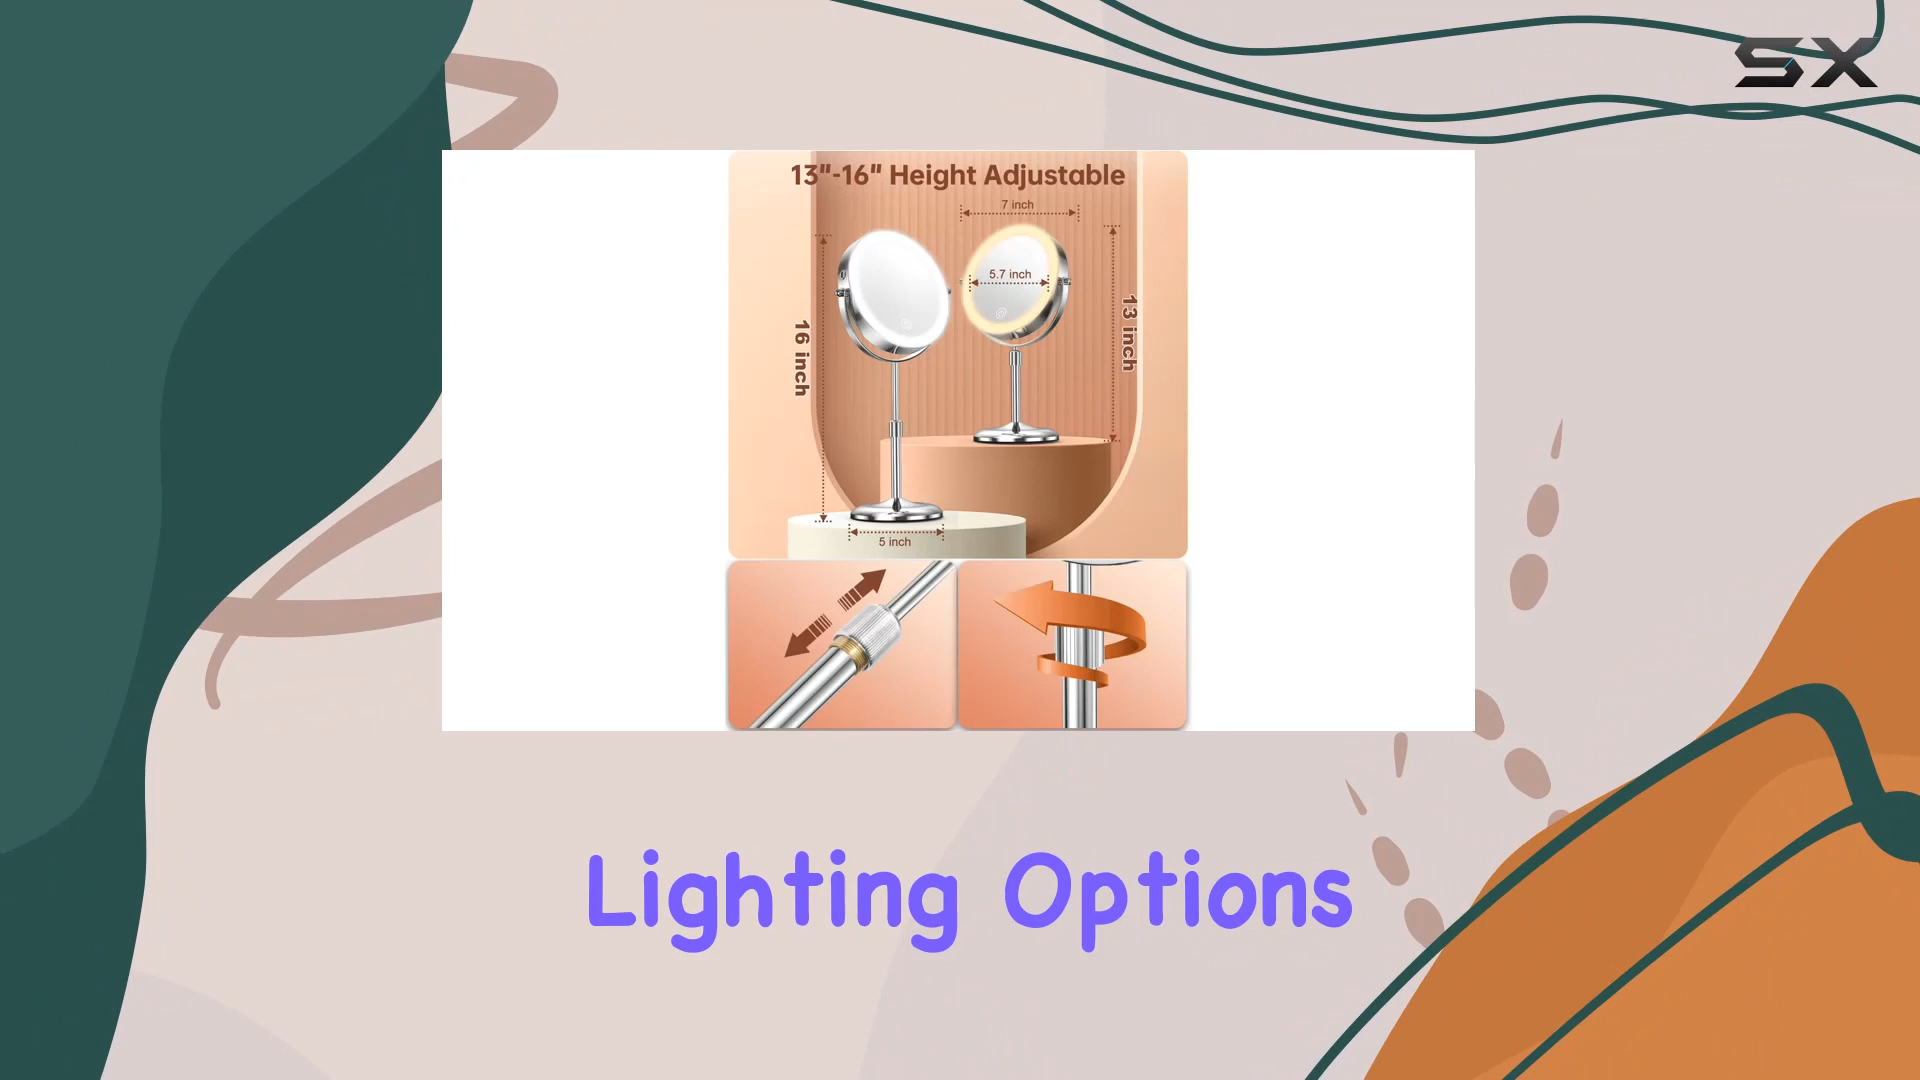 SX
13"-16" Height Adjustable
7 inch
5.7 inch
16 inch
13 inch
5 inch
Lighting Options